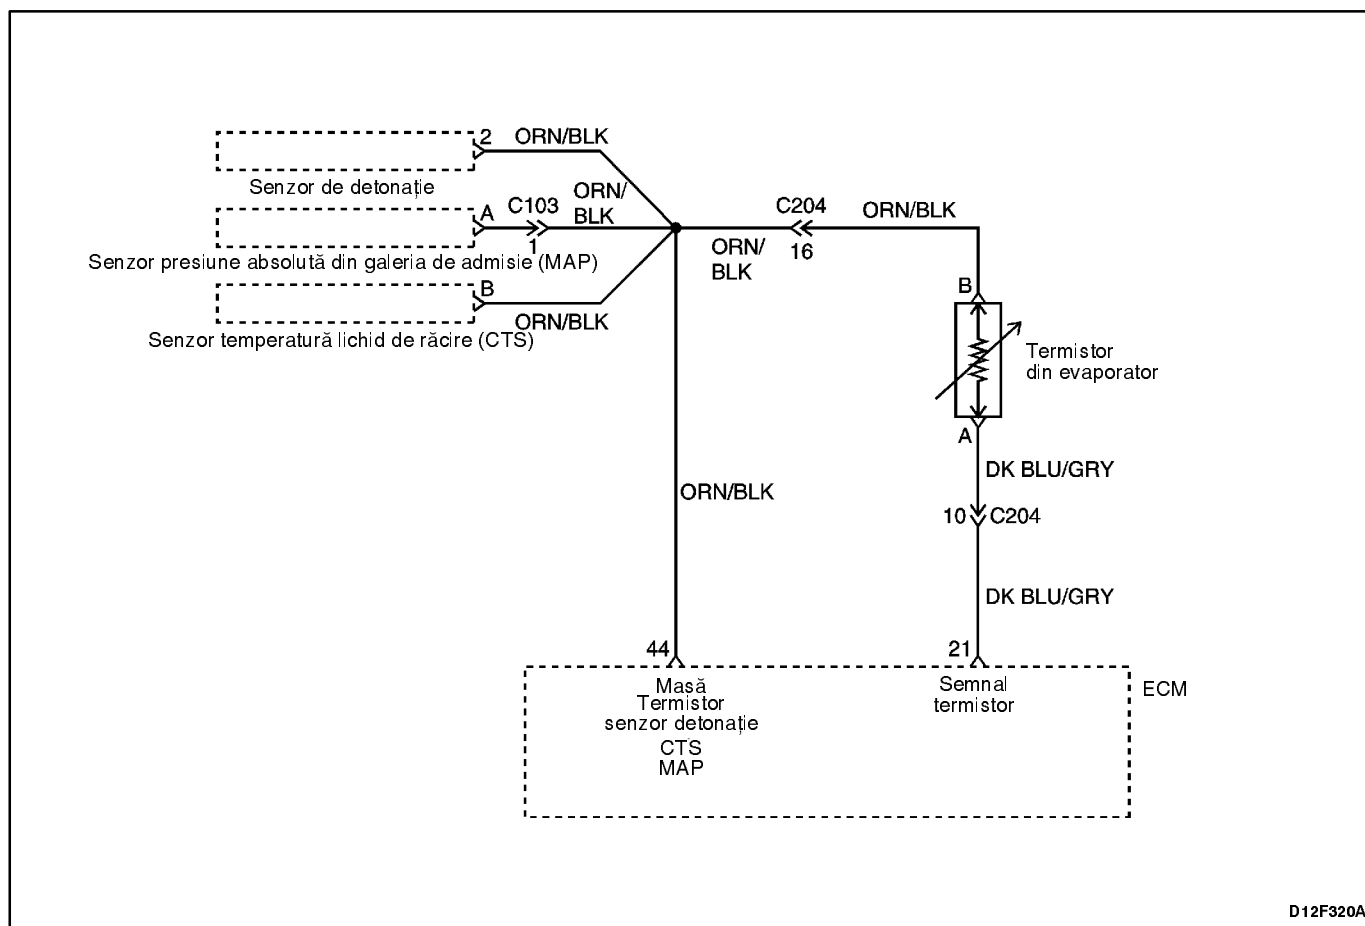 2
ORN/BLK
Senzor de detonație
A
C103
1
ORN/
BLK
Senzor presiune absolută din galeria de admisie (MAP)
B
ORN/BLK
Senzor temperatură lichid de răcire (CTS)
ORN/
BLK
C204
16
ORN/BLK
B
Termistor
din evaporator
A
DK BLU/GRY
10 C204
DK BLU/GRY
ORN/BLK
44
21
Masă
Termistor
senzor detonație
CTS
MAP
Semnal
termistor
ECM
D12F320A